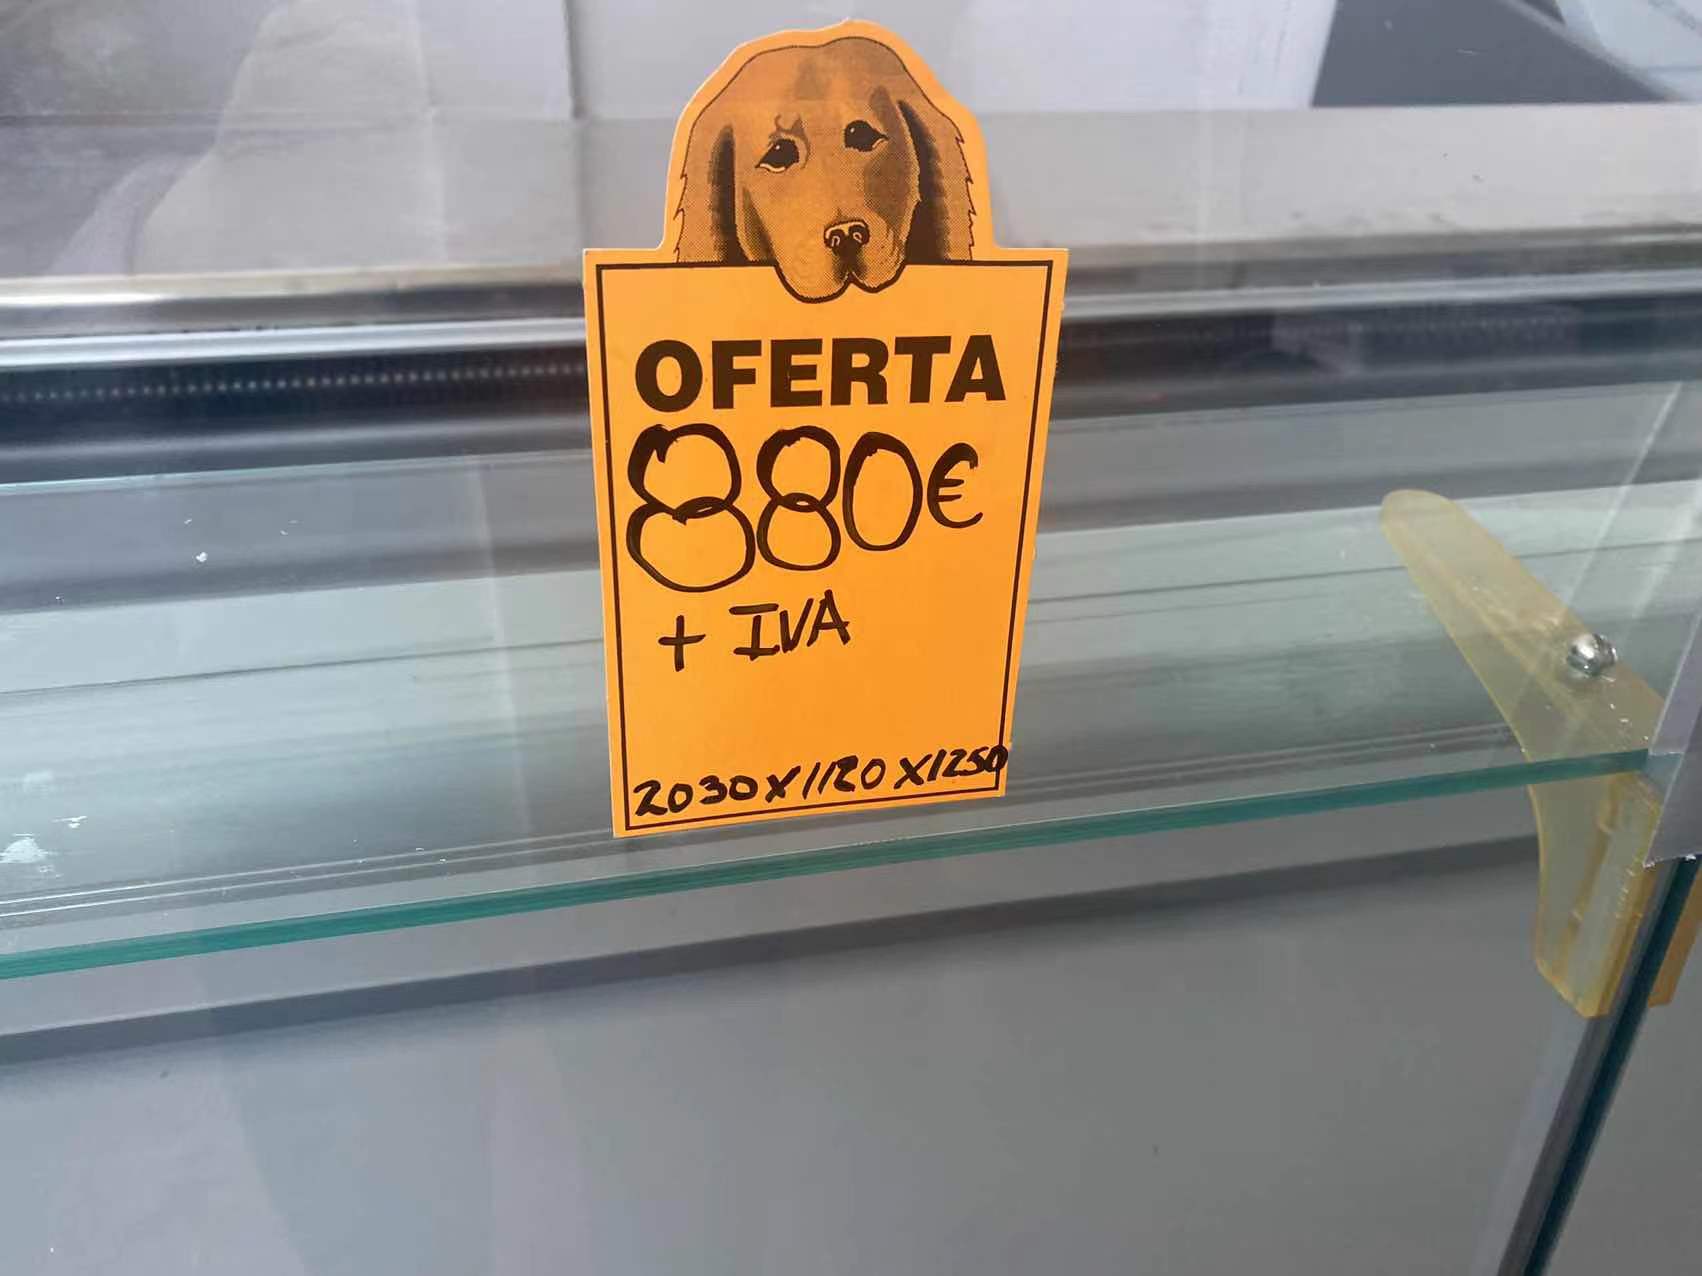 OFERTA
880€
+ IVA
2030X1120X1250